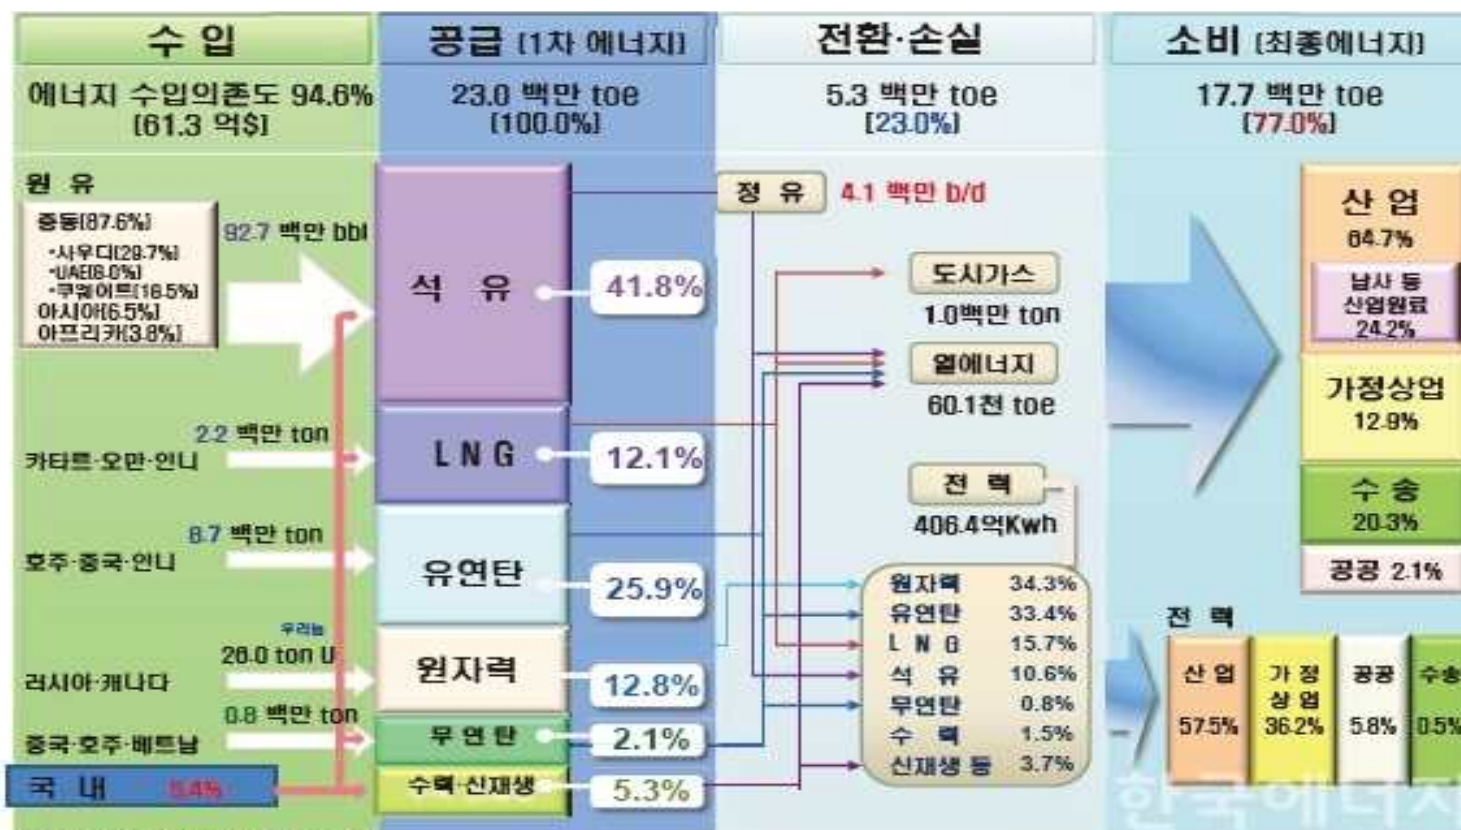 수 입
에너지 수입의존도 94.6%
[61.3 억$]
원 유
중동(87.6%)
•사우디(29.7%)
•UAE(8.0%)
•쿠웨이트(16.5%)
아시아(6.5%)
아프리카(3.8%)
92.7 백만 bbl
2.2 백만 ton
카타르·오만·인니
8.7 백만 ton
호주·중국·인니
우라늄
26.0 ton U
러시아·캐나다
0.8 백만 ton
중국·호주·베트남
국 내 5.4%
공급 [1차 에너지]
23.0 백만 toe
[100.0%]
석 유 41.8%
L N G 12.1%
유연탄 25.9%
원자력 12.8%
무 연 탄 2.1%
수력·신재생 5.3%
전환·손실
5.3 백만 toe
[23.0%]
정 유 4.1 백만 b/d
도시가스
1.0백만 ton
열에너지
60.1천 toe
전 력
406.4억Kwh
원자력 34.3%
유연탄 33.4%
L N G 15.7%
석 유 10.6%
무연탄 0.8%
수 력 1.5%
신재생 등 3.7%
소비 [최종에너지]
17.7 백만 toe
[77.0%]
산 업
64.7%
납사 등
산업원료
24.2%
가정상업
12.9%
수 송
20.3%
공공 2.1%
전 력
산 업
57.5%
가 정
상 업
36.2%
공공
5.8%
수송
0.5%
한국에너지